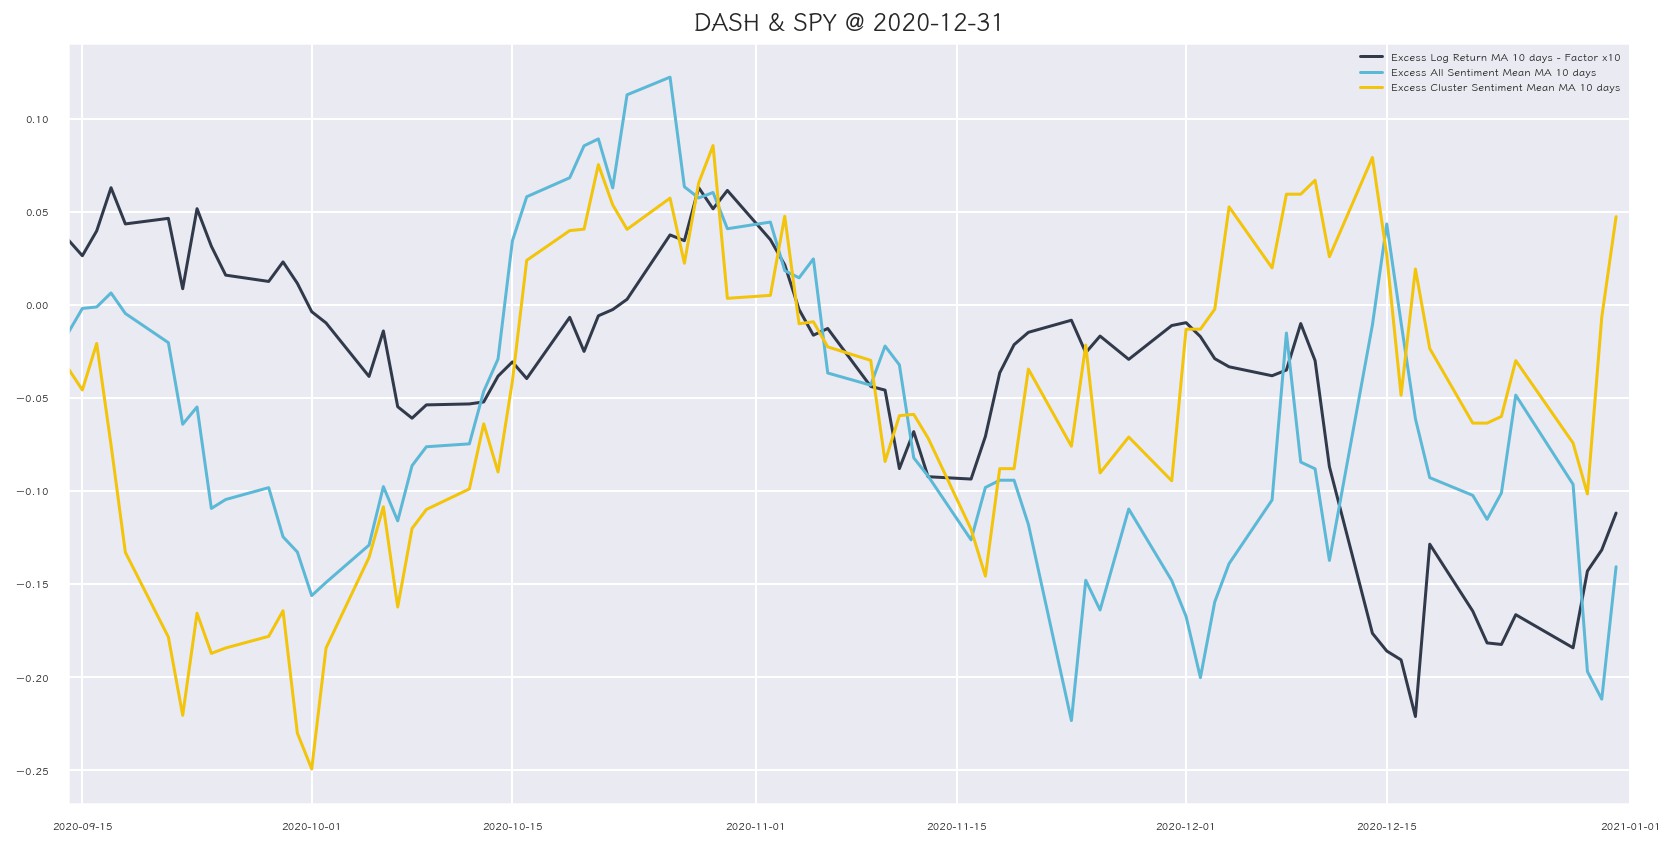 DASH & SPY @ 2020-12-31
Excess Log Return MA 10 days - Factor x10
Excess All Sentiment Mean MA 10 days
Excess Cluster Sentiment Mean MA 10 days
0.10
0.05
0.00
−0.05
−0.10
−0.15
−0.20
−0.25
2020-09-15 2020-10-01 2020-10-15 2020-11-01 2020-11-15 2020-12-01 2020-12-15 2021-01-01